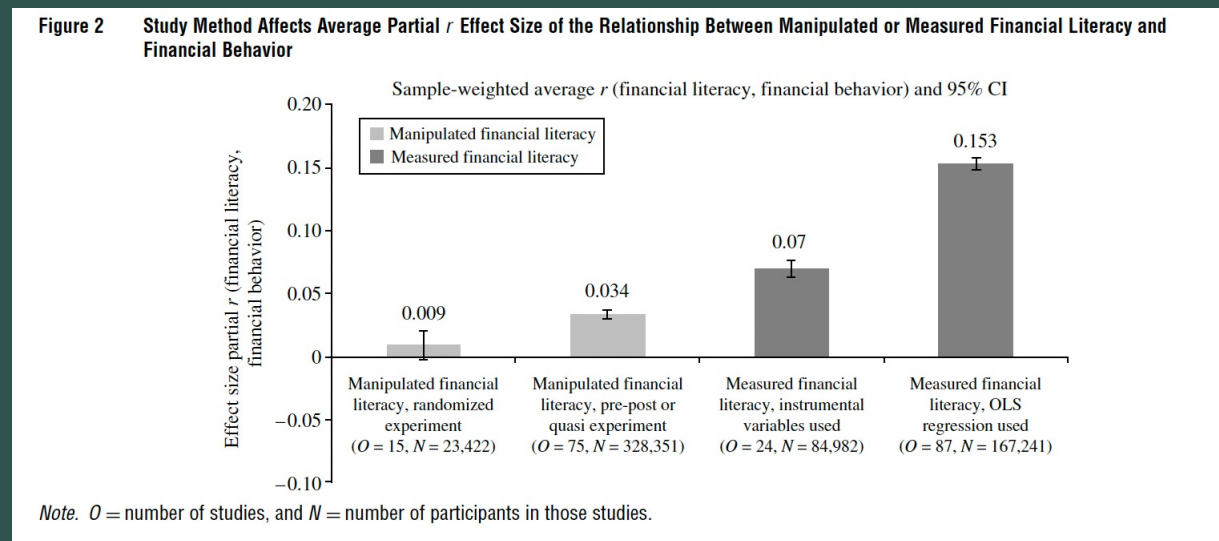 Figure 2 Study Method Affects Average Partial r Effect Size of the Relationship Between Manipulated or Measured Financial Literacy and
Financial Behavior
Sample-weighted average r (financial literacy, financial behavior) and 95% CI
Effect size partial r (financial literacy,
financial behavior)
0.20
0.15
0.10
0.05
0
−0.05
−0.10
Manipulated financial literacy
Measured financial literacy
0.009
0.034
0.07
0.153
Manipulated financial
literacy, randomized
experiment
(O = 15, N = 23,422)
Manipulated financial
literacy, pre-post or
quasi experiment
(O = 75, N = 328,351)
Measured financial
literacy, instrumental
variables used
(O = 24, N = 84,982)
Measured financial
literacy, OLS
regression used
(O = 87, N = 167,241)
Note. O = number of studies, and N = number of participants in those studies.